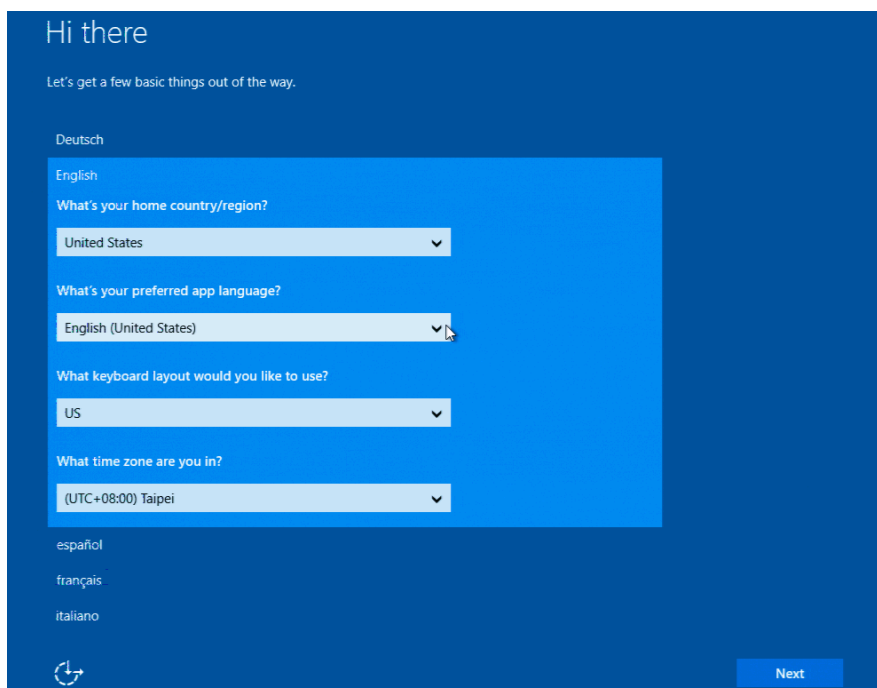 Hi there
Let's get a few basic things out of the way.
Deutsch
English
What's your home country/region?
United States
What's your preferred app language?
English (United States)
What keyboard layout would you like to use?
US
What time zone are you in?
(UTC+08:00) Taipei
español
français
italiano
Next